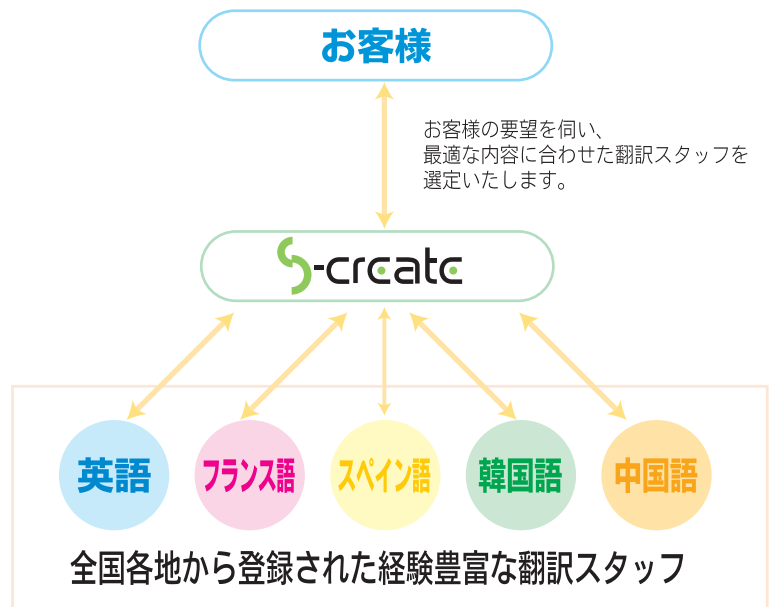 お客様
お客様の要望を伺い、
最適な内容に合わせた翻訳スタッフを
選定いたします。
S-create
英語
フランス語
スペイン語
韓国語
中国語
全国各地から登録された経験豊富な翻訳スタッフ